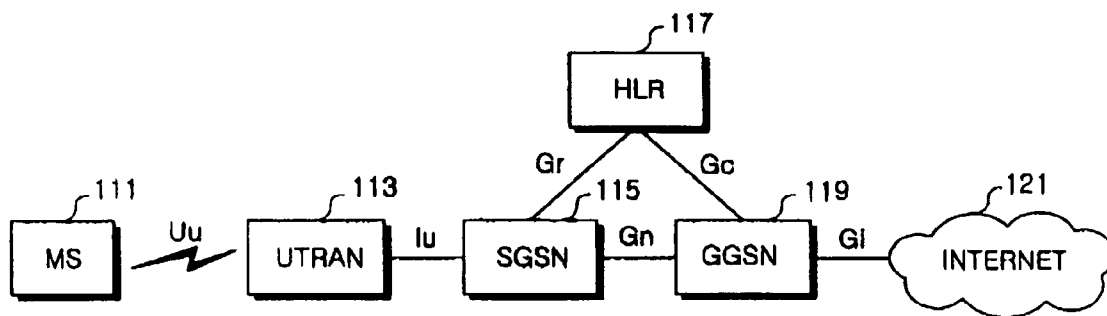 117
HLR
Gr
Gc
111
113
115
119
121
MS
Uu
UTRAN
Iu
SGSN
Gn
GGSN
Gi
INTERNET